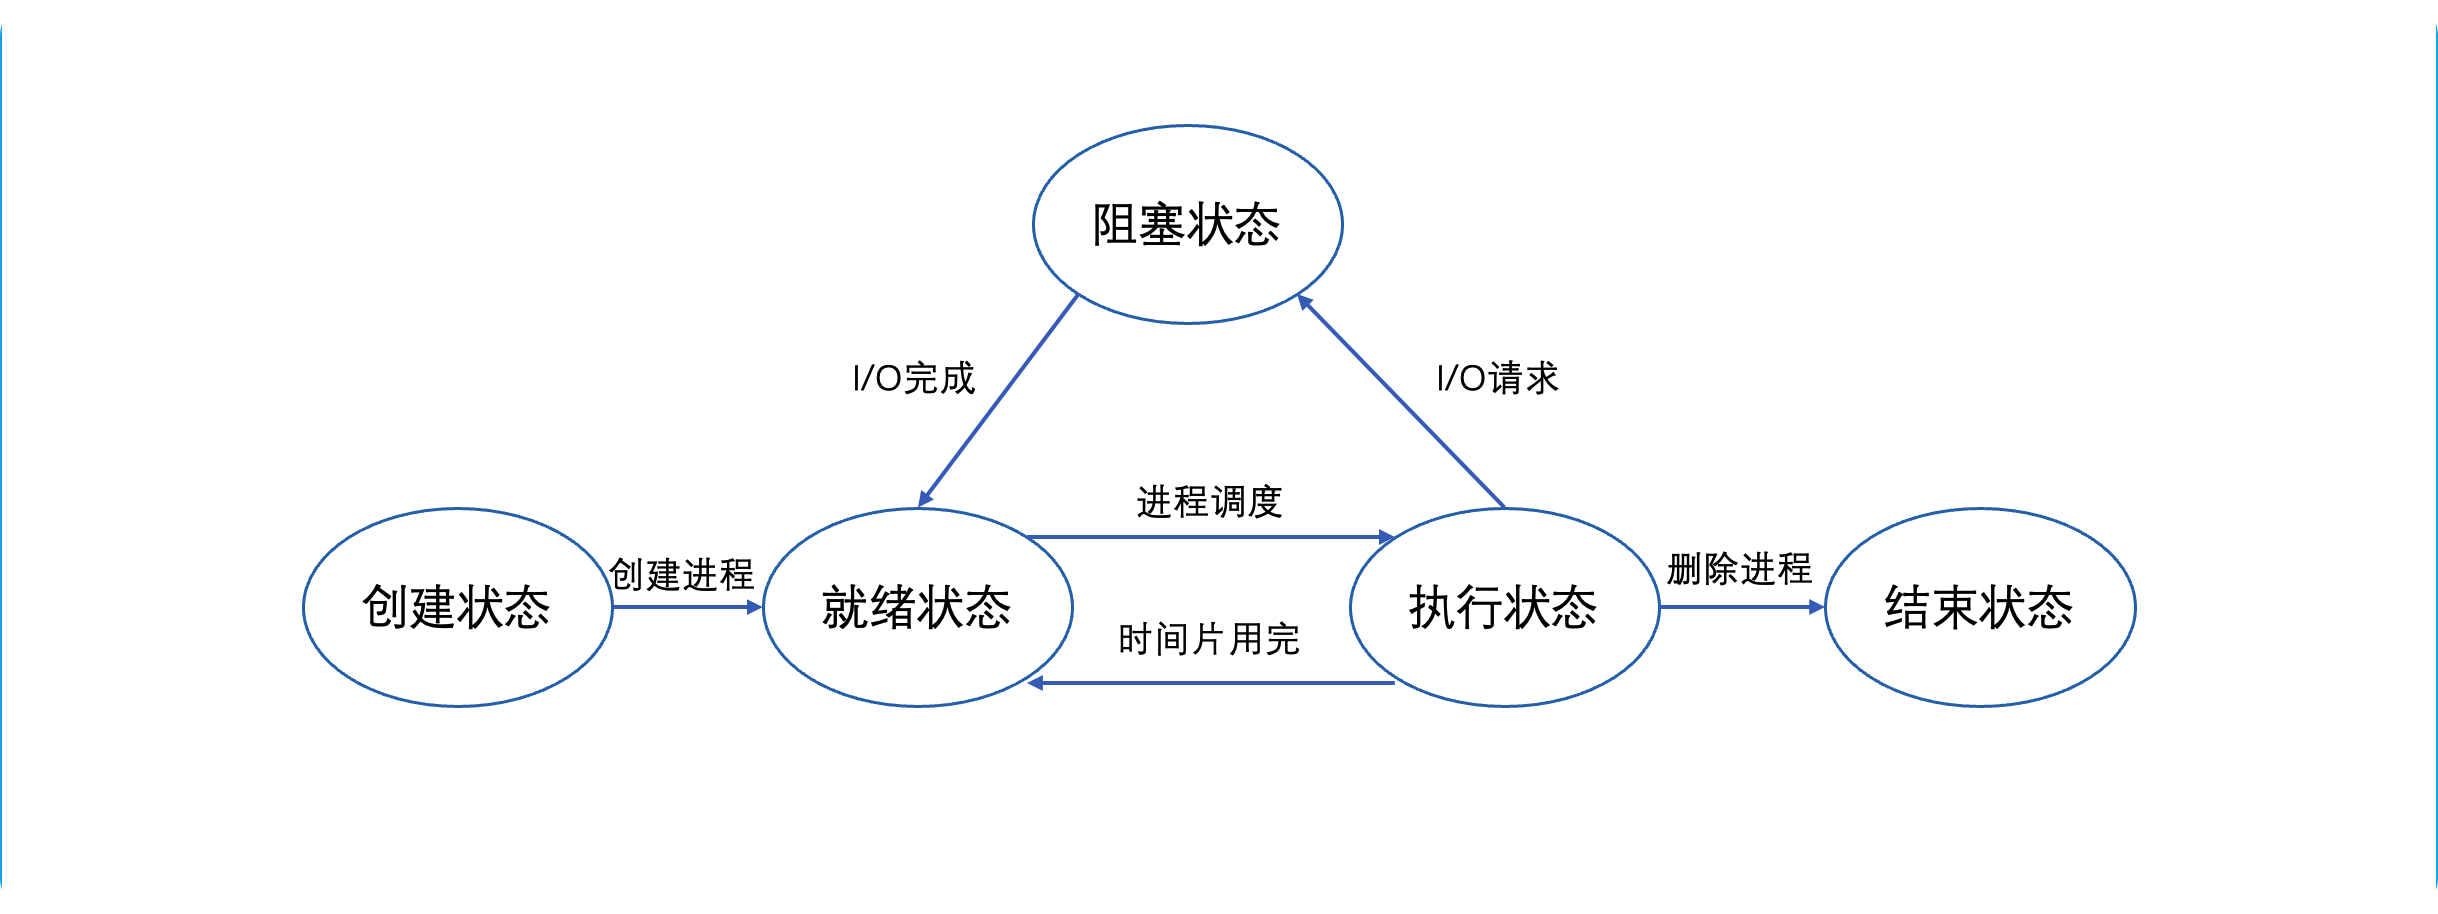 阻塞状态
I/O完成
I/O请求
进程调度
创建状态
创建进程
就绪状态
时间片用完
执行状态
删除进程
结束状态